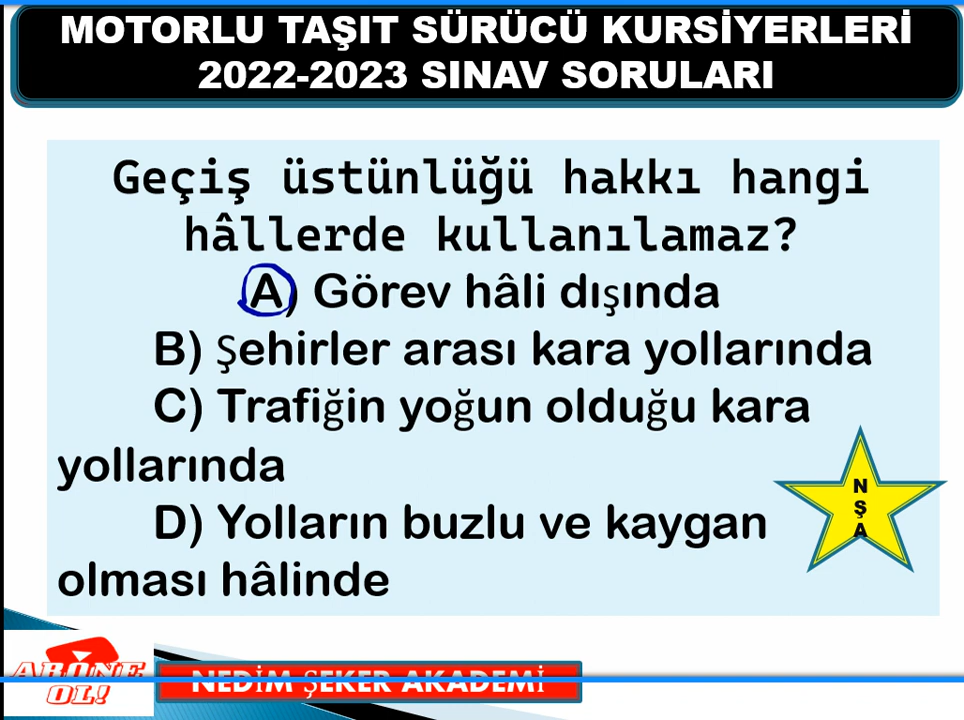 MOTORLU TAŞIT SÜRÜCÜ KURSİYERLERİ
2022-2023 SINAV SORULARI
Geçiş üstünlüğü hakkı hangi
hâllerde kullanılamaz?
A) Görev hâli dışında
B) Şehirler arası kara yollarında
C) Trafiğin yoğun olduğu kara
yollarında
D) Yolların buzlu ve kaygan
olması hâlinde
N
Ş
A
ABONE
OL!
NEDİM ŞEKER AKADEMİ